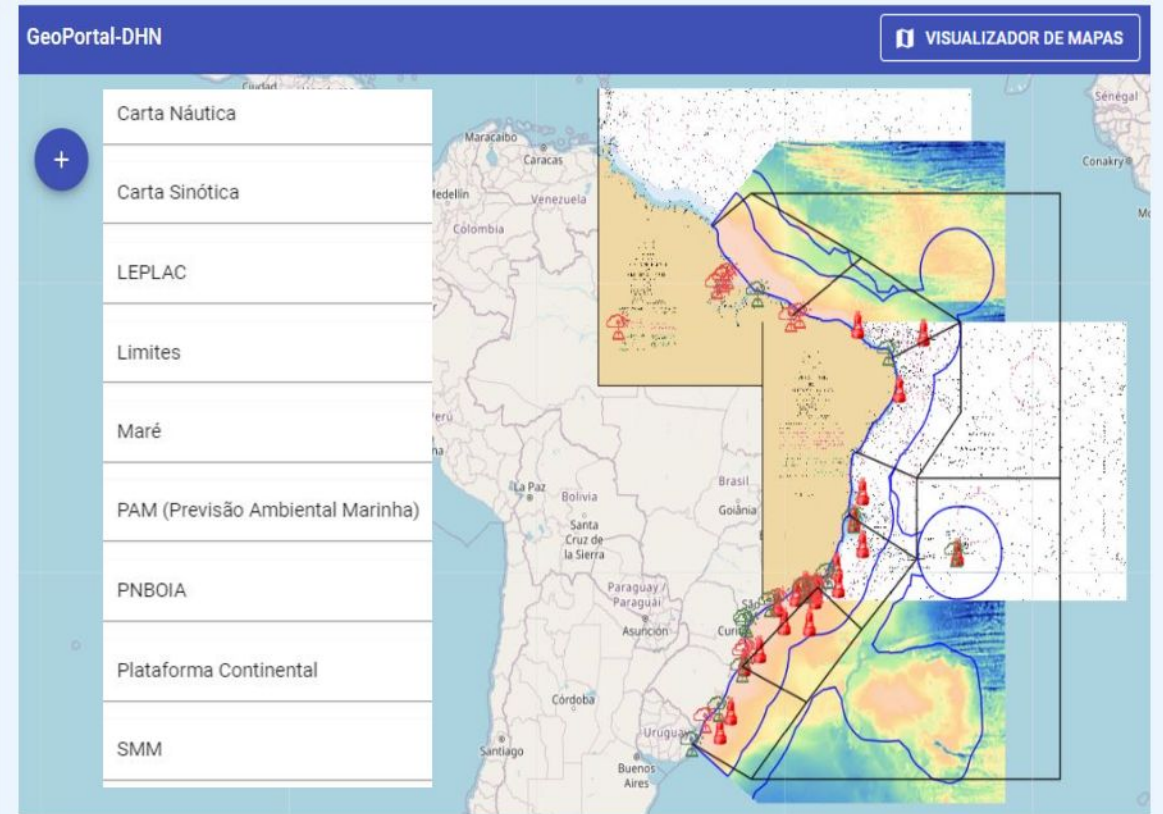 GeoPortal-DHN
VISUALIZADOR DE MAPAS
Ciudad
Carta Náutica
Carta Sinótica
LEPLAC
Limites
Maré
PAM (Previsão Ambiental Marinha)
PNBOIA
Plataforma Continental
SMM
Maracaibo
Caracas
Medellín
Venezuela
Colombia
Sénégal
Conakry
Perú
La Paz
Bolivia
Santa
Cruz de
la Sierra
Brasil
Goiânia
Paraguay /
Paraguái
Asunción
São
Córdoba
Santiago
Uruguay
Buenos
Aires